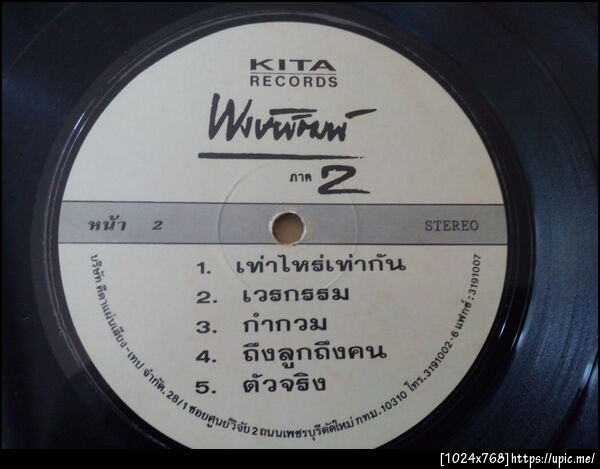 KITA
RECORDS
พงษ์พัฒน์
ภาค 2
หน้า 2
STEREO
1. เท่าไหร่เท่ากัน
2. เวรกรรม
3. กำกวม
4. ถึงลูกถึงคน
5. ตัวจริง
บริษัท คีตาแผ่นเสียง-เทป จำกัด. 28/1 ซอยศูนย์วิจัย 2 ถนนเพชรบุรีตัดใหม่ กทม. 10310 โทร. 3191002-6 แฟกซ์ : 3191007
[1024x768]https://upic.me/